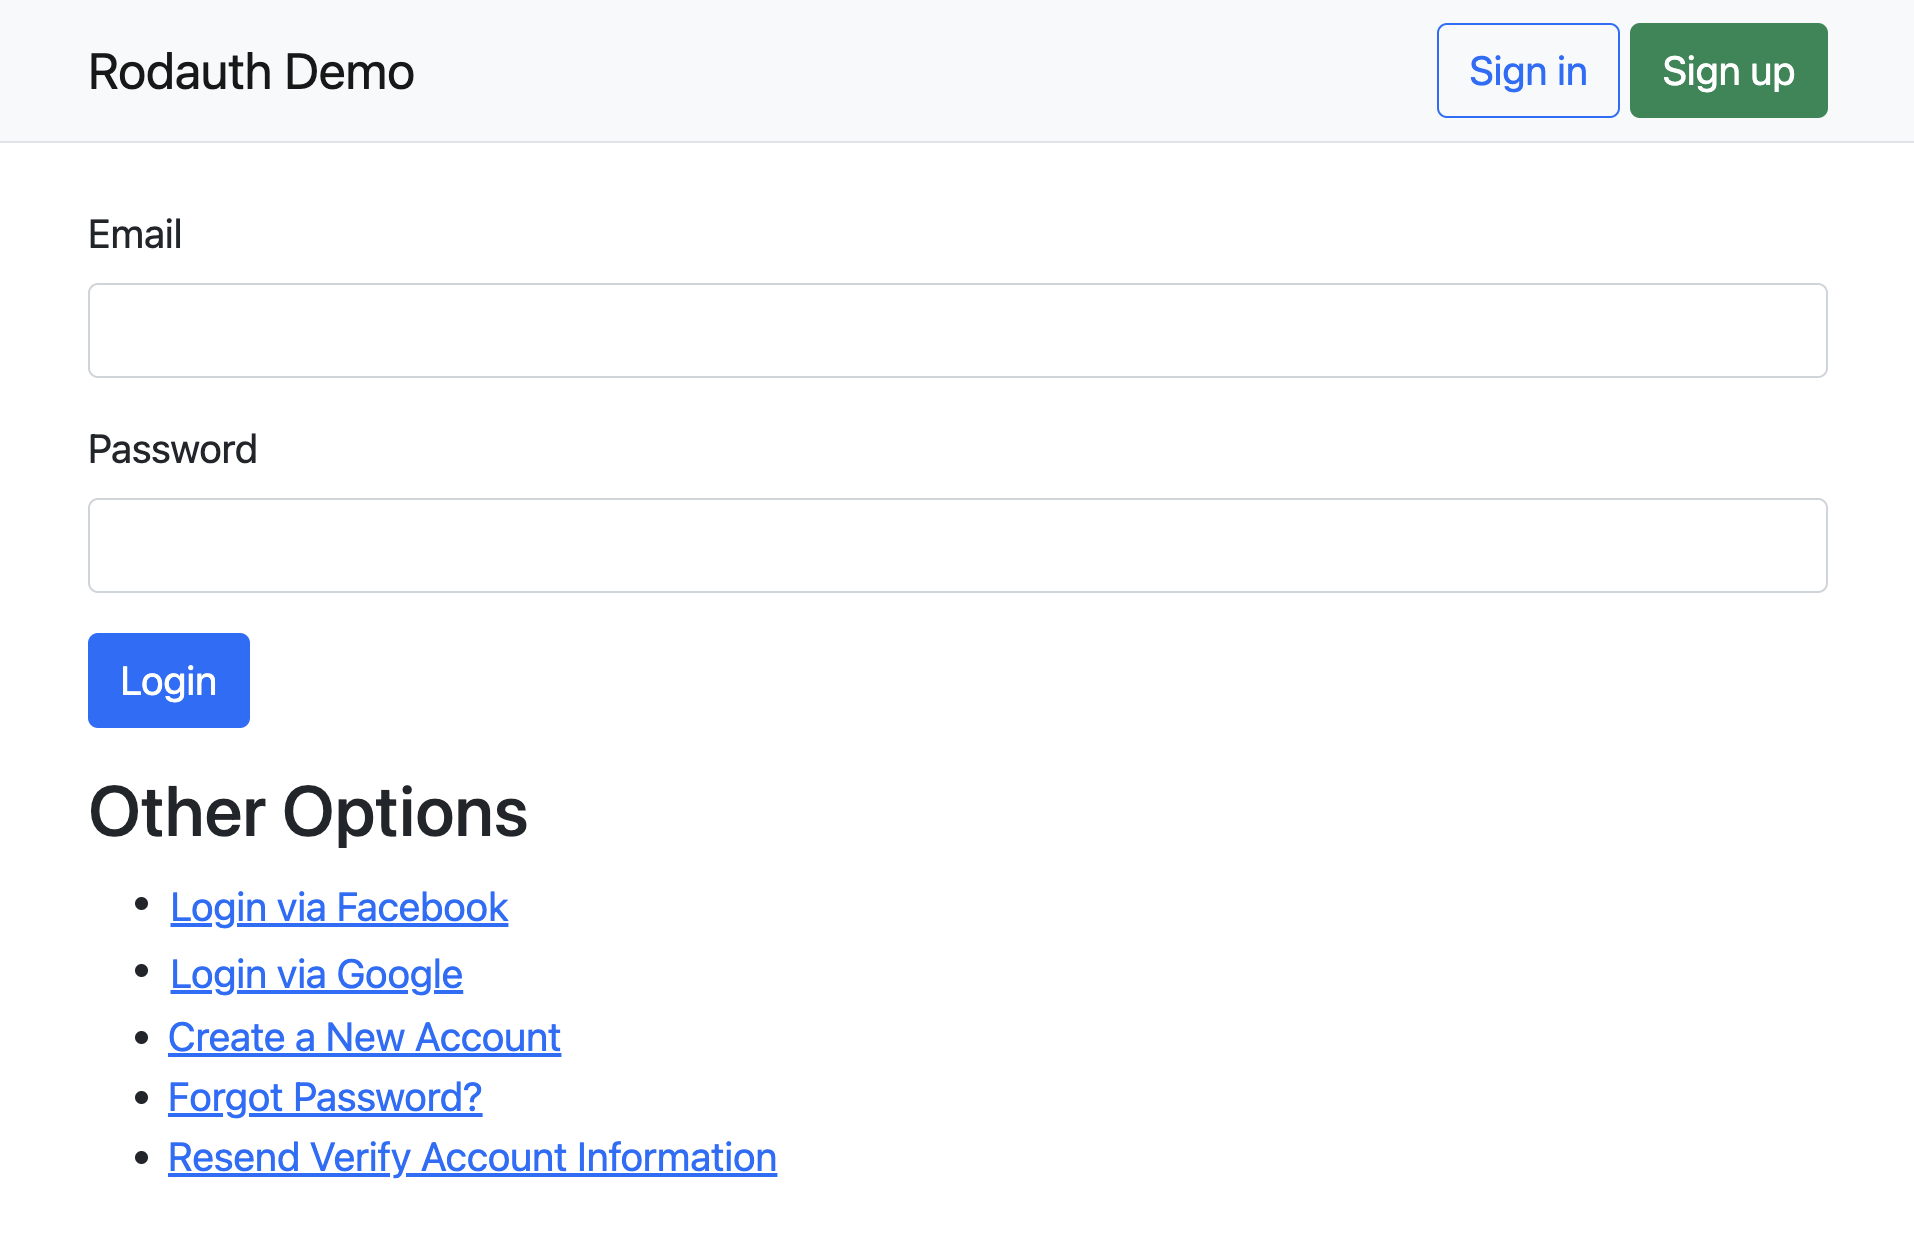 Rodauth Demo
Sign in
Sign up
Email
Password
Login
Other Options
Login via Facebook
Login via Google
Create a New Account
Forgot Password?
Resend Verify Account Information